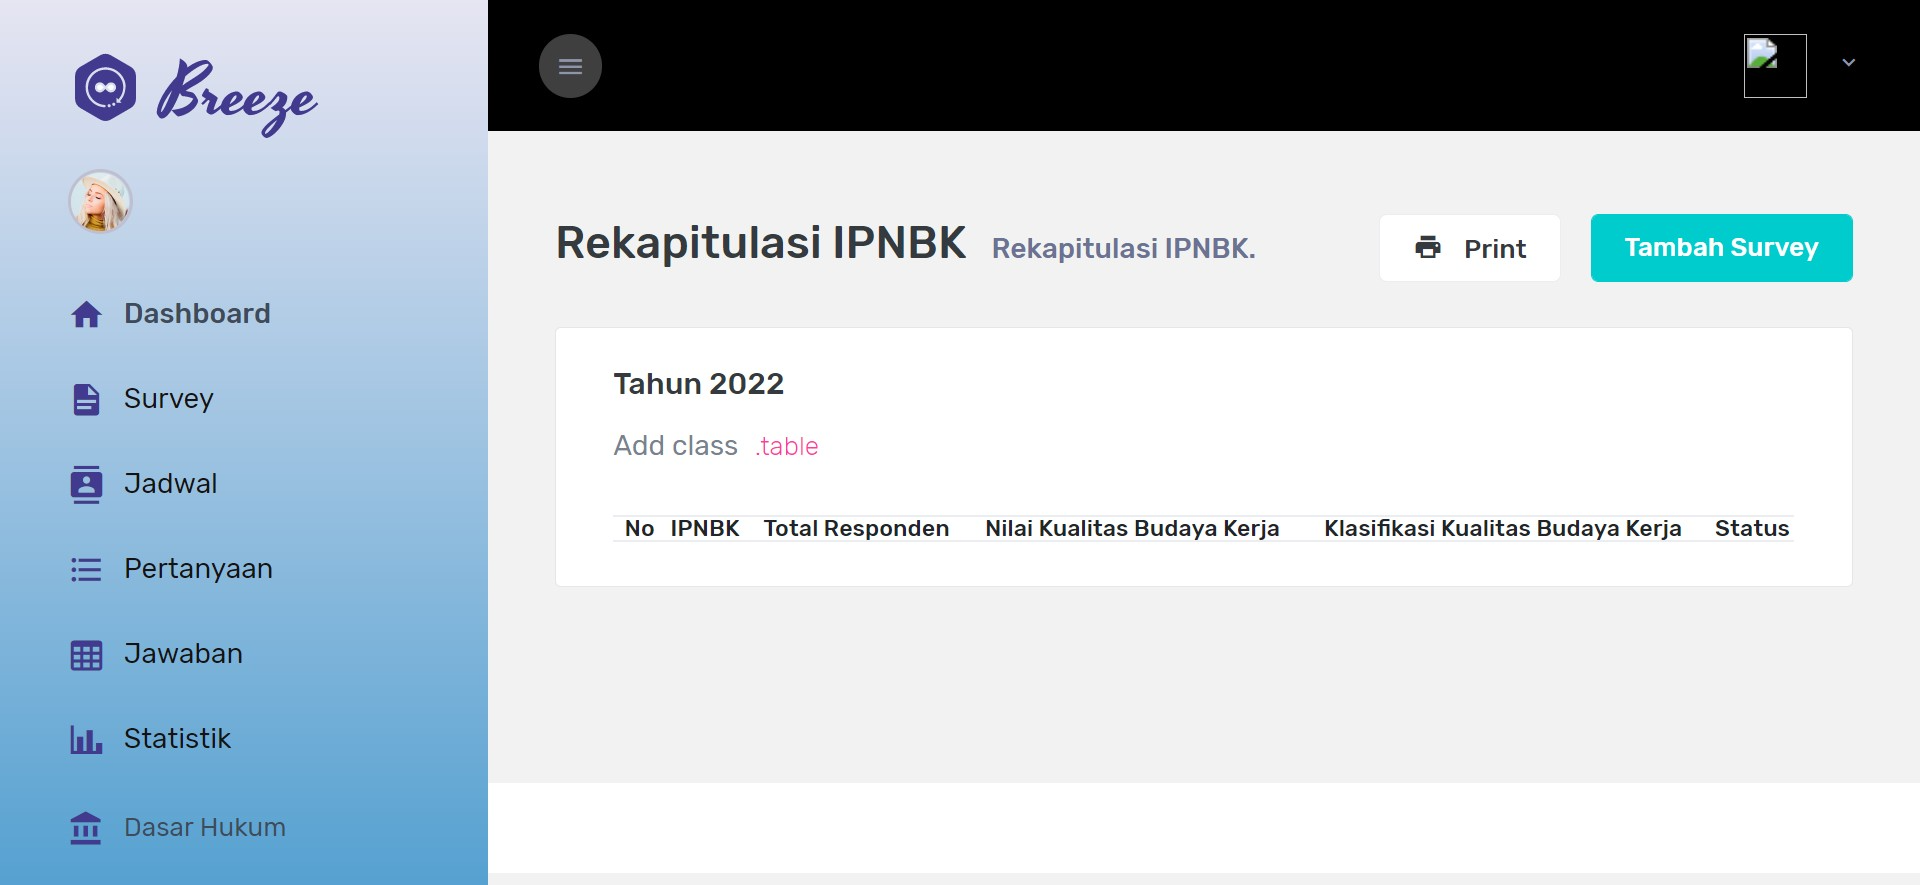 Breeze
Dashboard
Survey
Jadwal
Pertanyaan
Jawaban
Statistik
Dasar Hukum
Rekapitulasi IPNBK Rekapitulasi IPNBK.
Print
Tambah Survey
Tahun 2022
Add class .table
No IPNBK Total Responden Nilai Kualitas Budaya Kerja Klasifikasi Kualitas Budaya Kerja Status